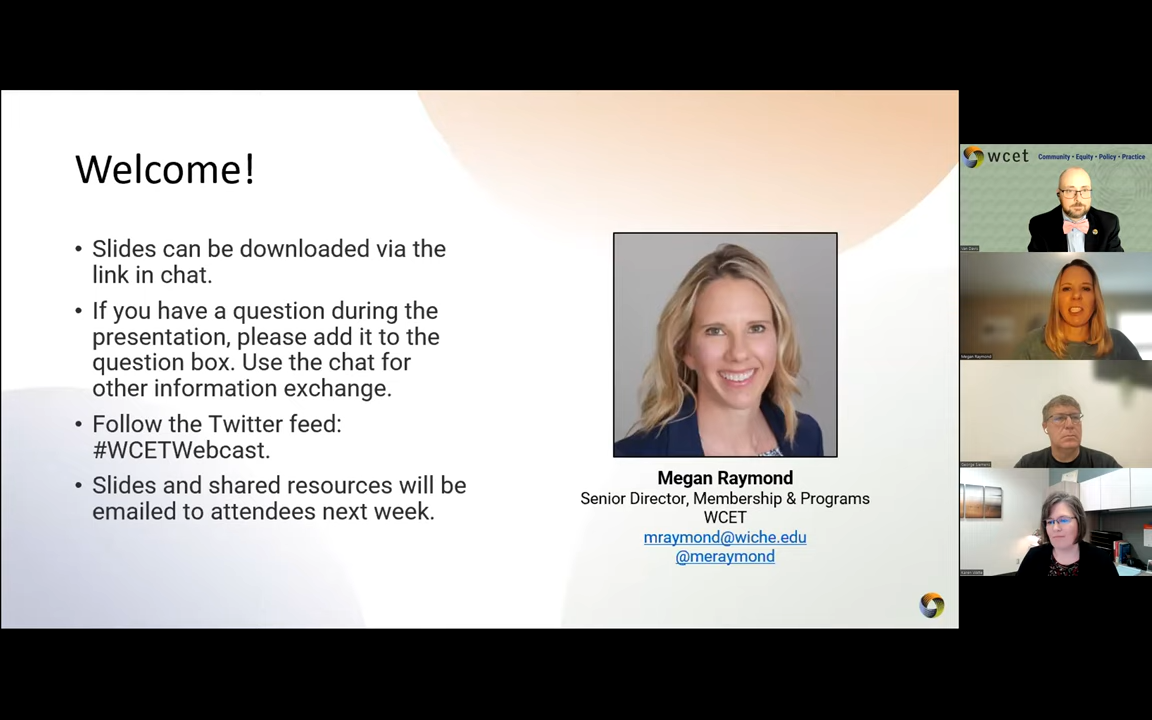 Welcome!
• Slides can be downloaded via the
link in chat.
• If you have a question during the
presentation, please add it to the
question box. Use the chat for
other information exchange.
• Follow the Twitter feed:
#WCETWebcast.
• Slides and shared resources will be
emailed to attendees next week.
Megan Raymond
Senior Director, Membership & Programs
WCET
mraymond@wiche.edu
@meraymond
wcet Community • Equity • Policy • Practice
Megan Raymond